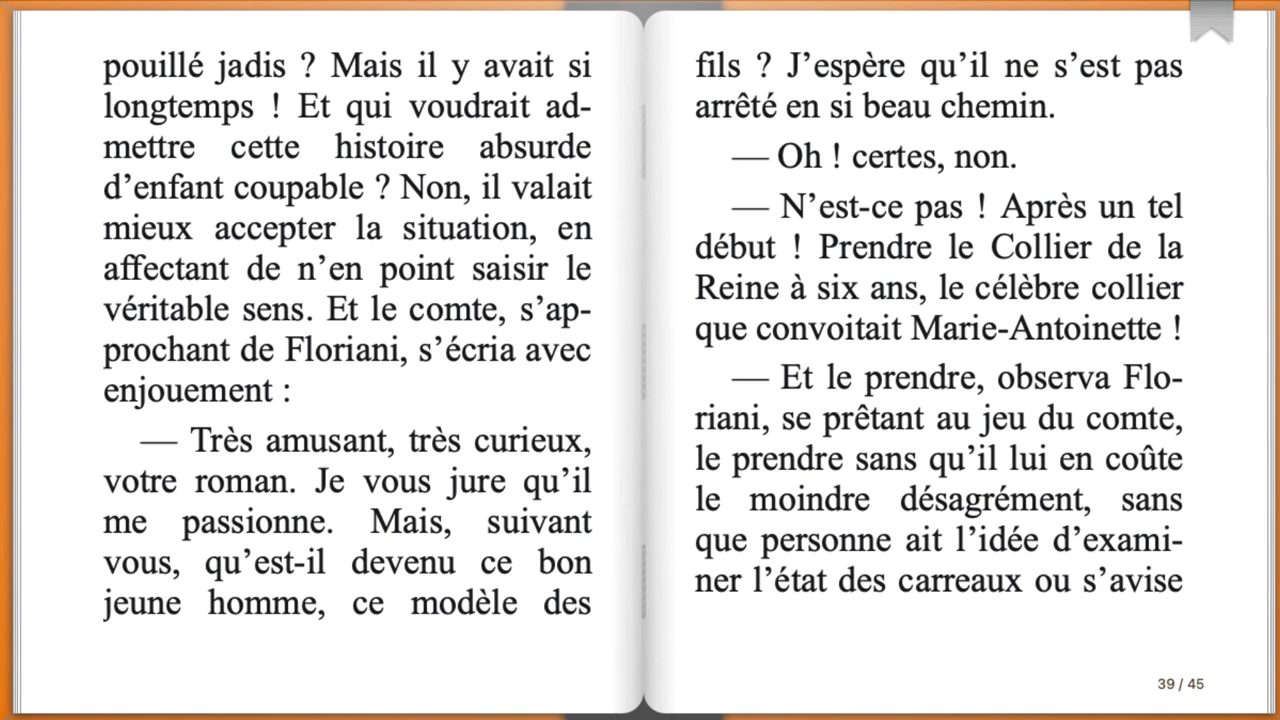 pouillé jadis ? Mais il y avait si
longtemps ! Et qui voudrait ad-
mettre cette histoire absurde
d’enfant coupable ? Non, il valait
mieux accepter la situation, en
affectant de n’en point saisir le
véritable sens. Et le comte, s’ap-
prochant de Floriani, s’écria avec
enjouement :
— Très amusant, très curieux,
votre roman. Je vous jure qu’il
me passionne. Mais, suivant
vous, qu’est-il devenu ce bon
jeune homme, ce modèle des
fils ? J’espère qu’il ne s’est pas
arrêté en si beau chemin.
— Oh ! certes, non.
— N’est-ce pas ! Après un tel
début ! Prendre le Collier de la
Reine à six ans, le célèbre collier
que convoitait Marie-Antoinette !
— Et le prendre, observa Flo-
riani, se prêtant au jeu du comte,
le prendre sans qu’il lui en coûte
le moindre désagrément, sans
que personne ait l’idée d’exami-
ner l’état des carreaux ou s’avise
39 / 45